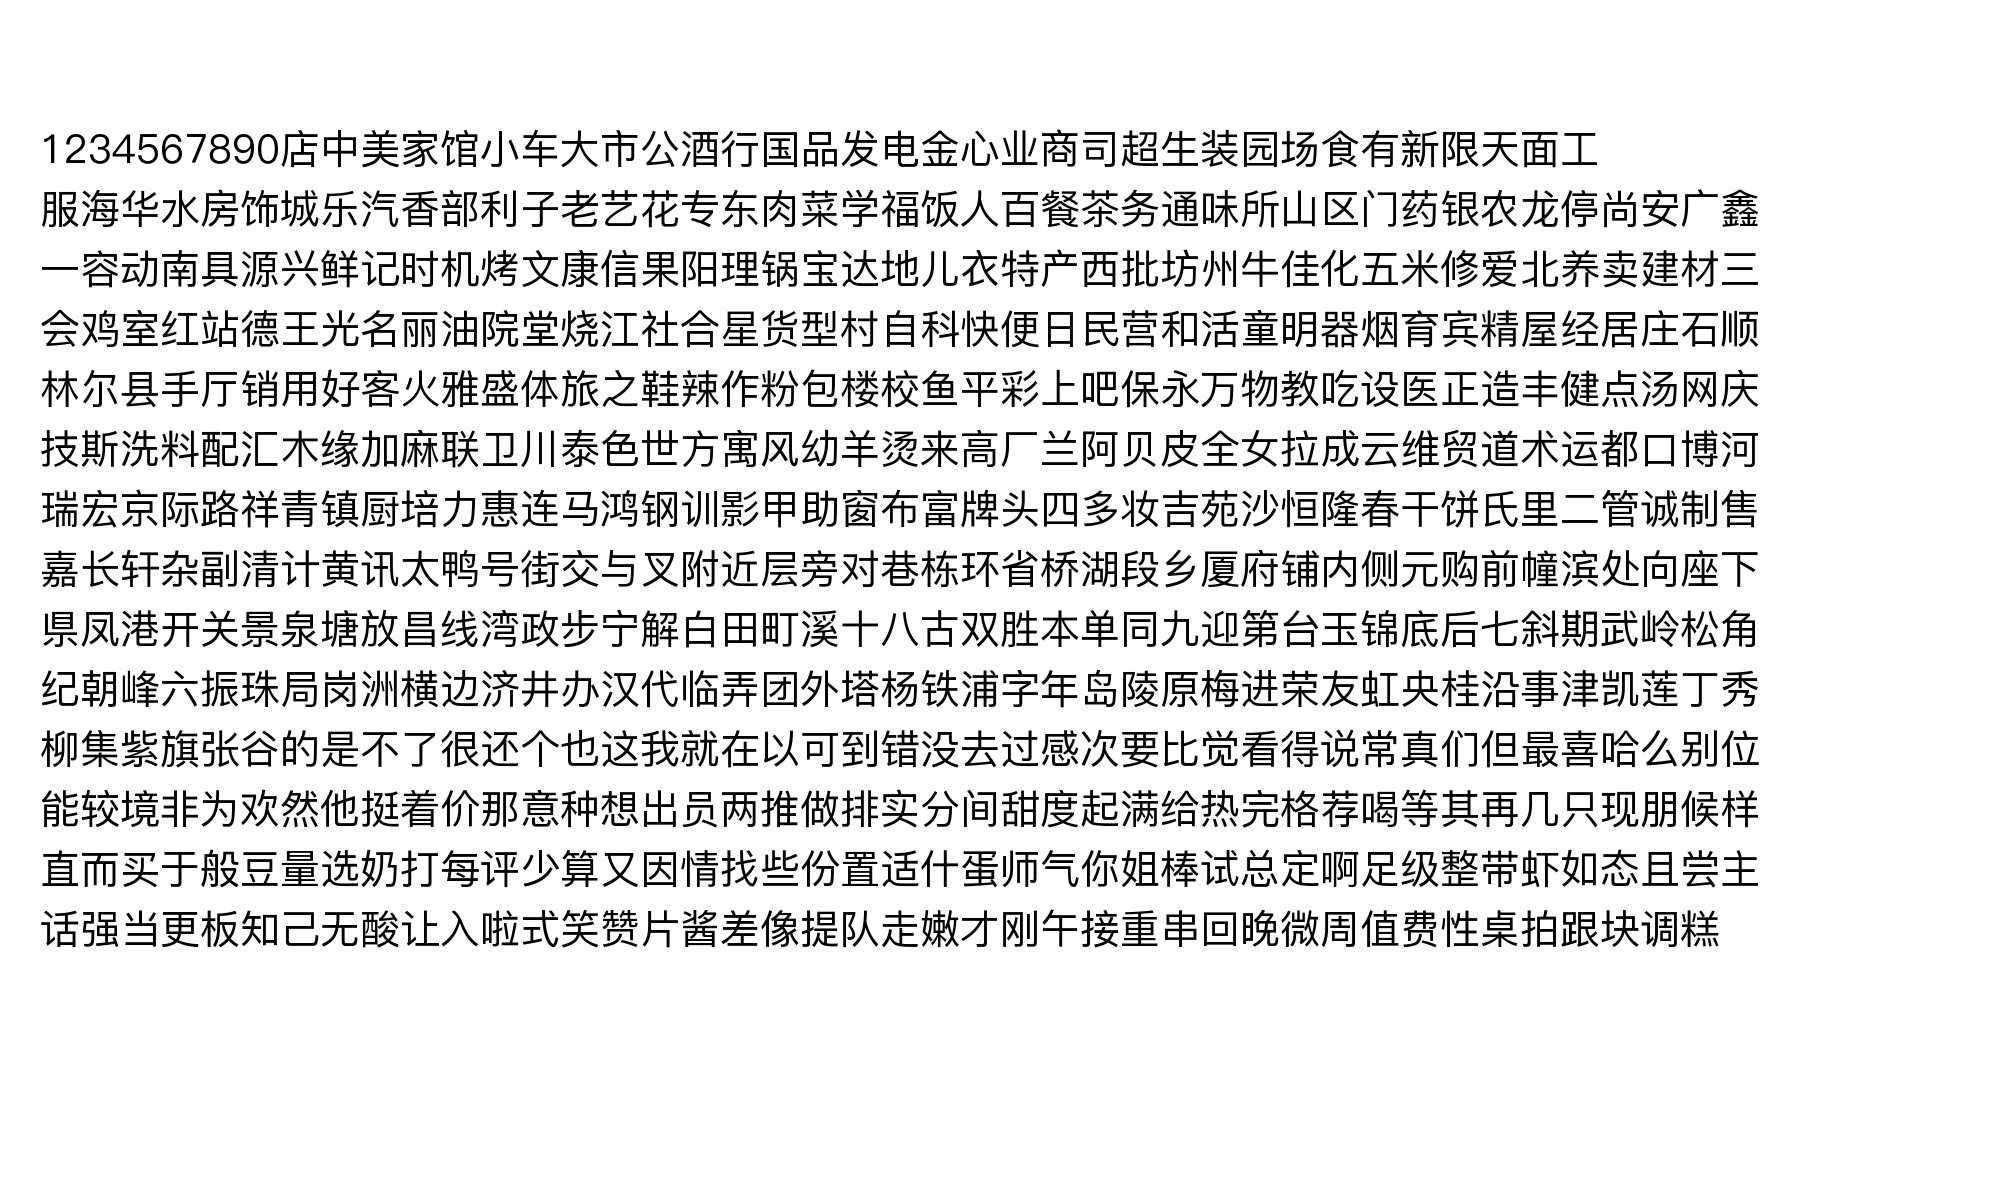 1234567890店中美家馆小车大市公酒行国品发电金心业商司超生装园场食有新限天面工
服海华水房饰城乐汽香部利子老艺花专东肉菜学福饭人百餐茶务通味所山区门药银农龙停尚安广鑫
一容动南具源兴鲜记时机烤文康信果阳理锅宝达地儿衣特产西批坊州牛佳化五米修爱北养卖建材三
会鸡室红站德王光名丽油院堂烧江社合星货型村自科快便日民营和活童明器烟育宾精屋经居庄石顺
林尔县手厅销用好客火雅盛体旅之鞋辣作粉包楼校鱼平彩上吧保永万物教吃设医正造丰健点汤网庆
技斯洗料配汇木缘加麻联卫川泰色世方寓风幼羊烫来高厂兰阿贝皮全女拉成云维贸道术运都口博河
瑞宏京际路祥青镇厨培力惠连马鸿钢训影甲助窗布富牌头四多妆吉苑沙恒隆春干饼氏里二管诚制售
嘉长轩杂副清计黄讯太鸭号街交与叉附近层旁对巷栋环省桥湖段乡厦府铺内侧元购前幢滨处向座下
県凤港开关景泉塘放昌线湾政步宁解白田町溪十八古双胜本单同九迎第台玉锦底后七斜期武岭松角
纪朝峰六振珠局岗洲横边济井办汉代临弄团外塔杨铁浦字年岛陵原梅进荣友虹央桂沿事津凯莲丁秀
柳集紫旗张谷的是不了很还个也这我就在以可到错没去过感次要比觉看得说常真们但最喜哈么别位
能较境非为欢然他挺着价那意种想出员两推做排实分间甜度起满给热完格荐喝等其再几只现朋候样
直而买于般豆量选奶打每评少算又因情找些份置适什蛋师气你姐棒试总定啊足级整带虾如态且尝主
话强当更板知己无酸让入啦式笑赞片酱差像提队走嫩才刚午接重串回晚微周值费性桌拍跟块调糕